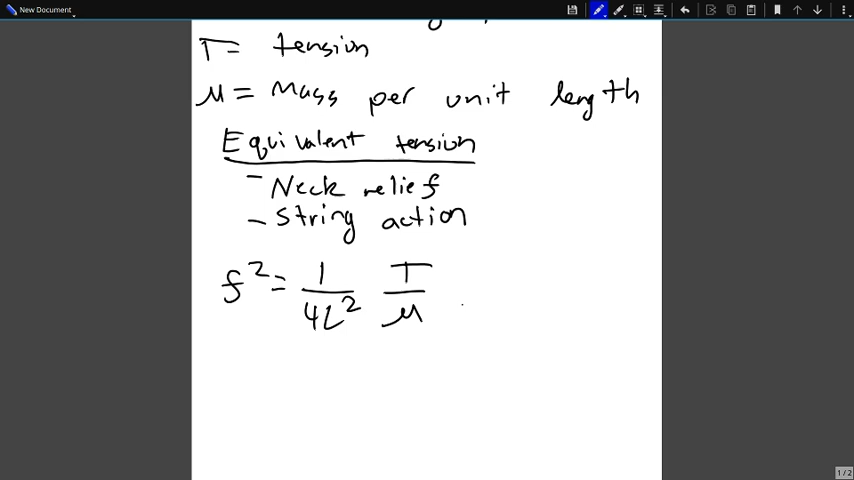 New Document
T = tension
μ = Mass per unit length
Equivalent tension
- Neck relief
- String action
f² = 1/4L² T/μ
1/2